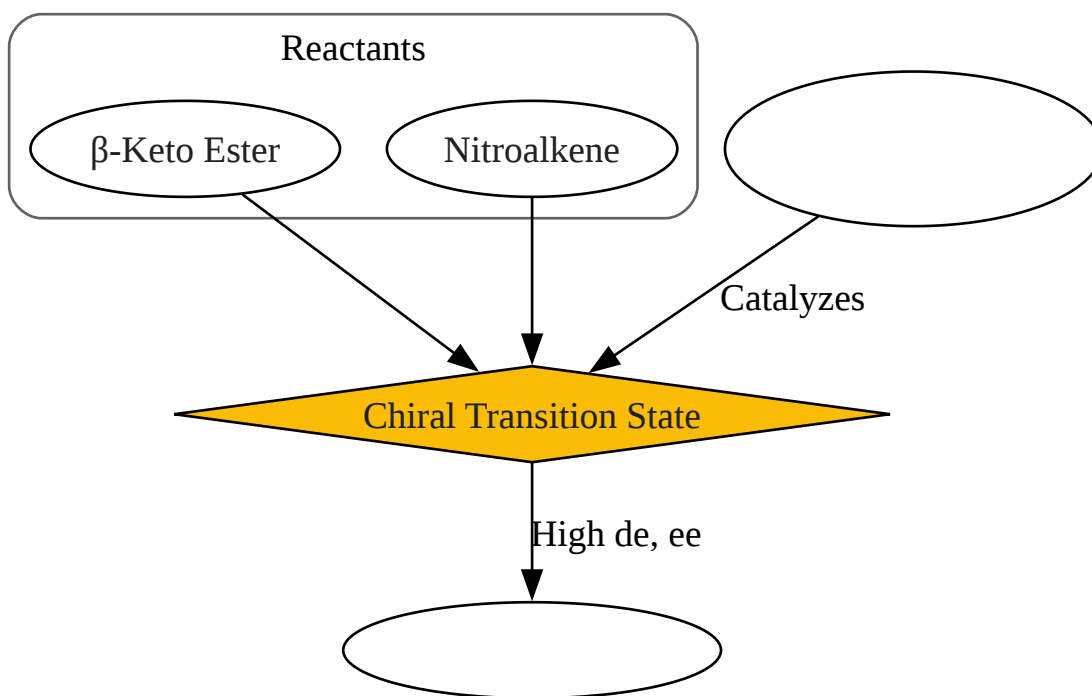 Reactants
β-Keto Ester
Nitroalkene
Catalyzes
Chiral Transition State
High de, ee